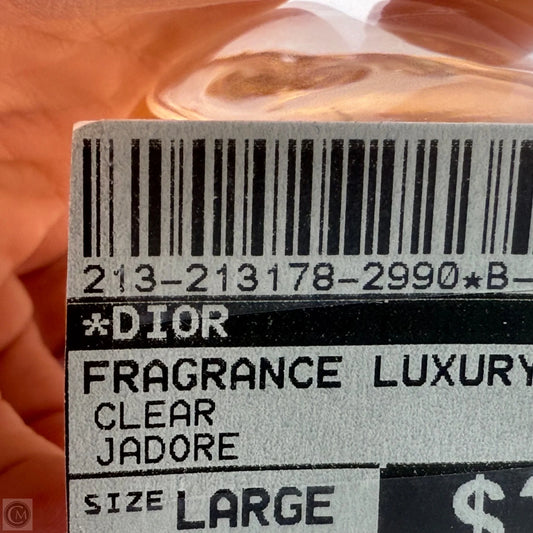 213-213178-2990*B-
*DIOR
FRAGRANCE LUXURY
CLEAR
JADORE
SIZE LARGE $